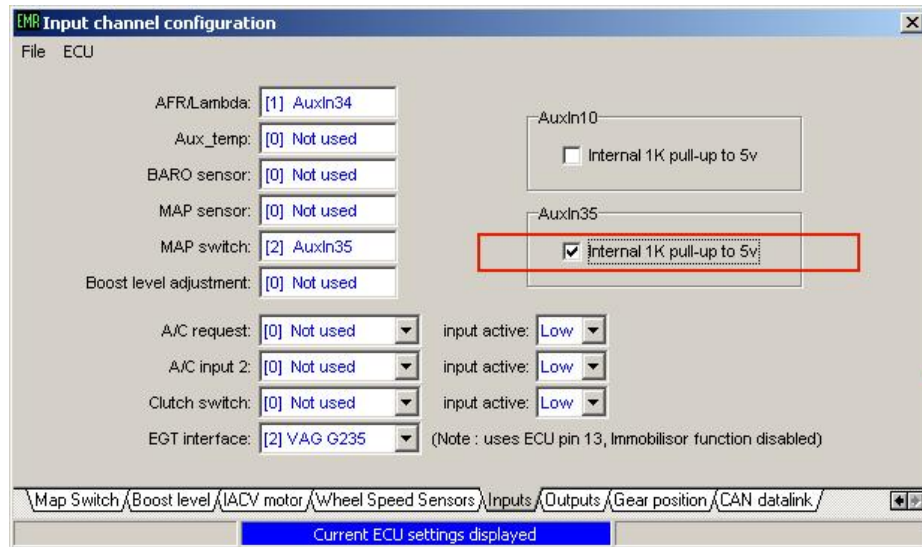 EMR Input channel configuration
File ECU
AFR/Lambda: [1] AuxIn34
Aux_temp: [0] Not used
BARO sensor: [0] Not used
MAP sensor: [0] Not used
MAP switch: [2] AuxIn35
Boost level adjustment: [0] Not used
AuxIn10
Internal 1K pull-up to 5v
AuxIn35
Internal 1K pull-up to 5v
A/C request: [0] Not used input active: Low
A/C input 2: [0] Not used input active: Low
Clutch switch: [0] Not used input active: Low
EGT interface: [2] VAG G235 (Note : uses ECU pin 13, Immobilisor function disabled)
Map Switch Boost level IACV motor Wheel Speed Sensors Inputs Outputs Gear position CAN datalink
Current ECU settings displayed